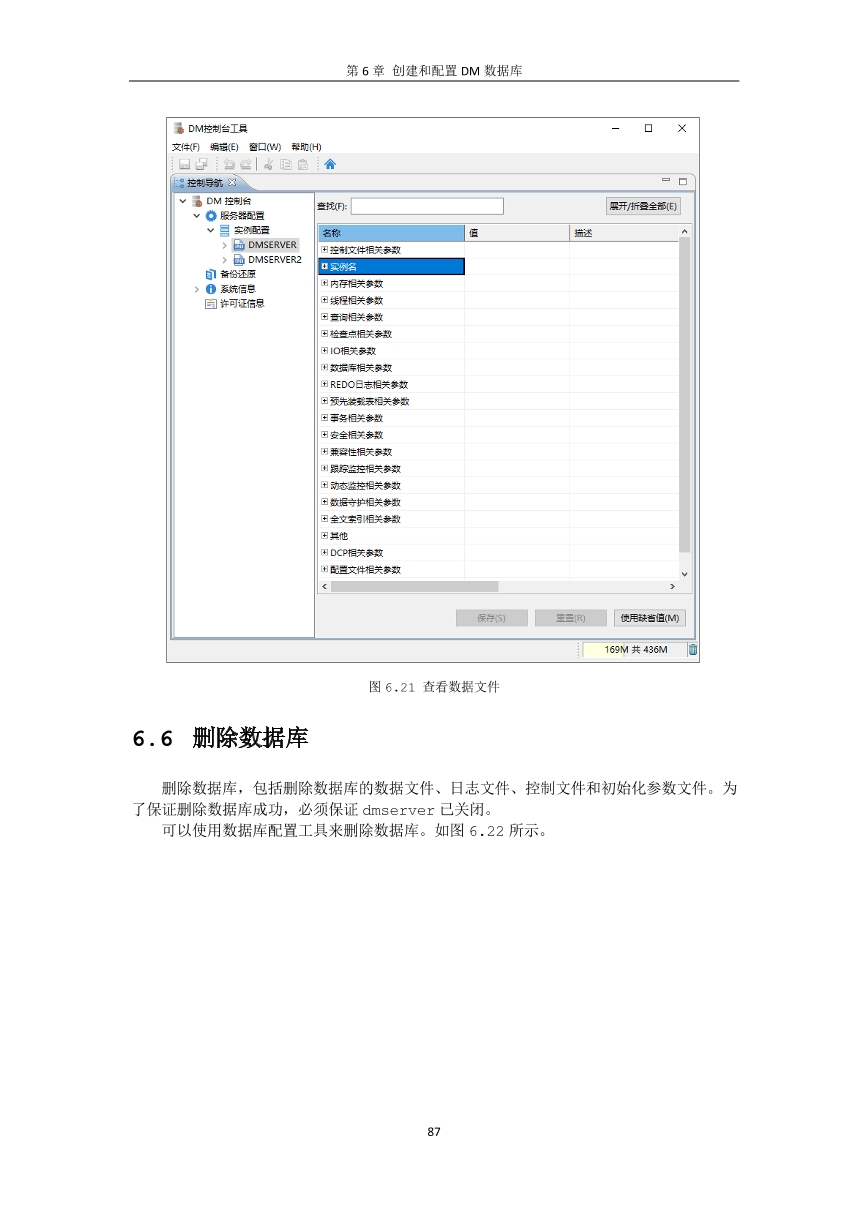 第 6 章 创建和配置 DM 数据库
DM控制台工具
文件(F) 编辑(E) 窗口(W) 帮助(H)
控制导航
DM 控制台
服务器配置
实例配置
DMSERVER
DMSERVER2
备份还原
系统信息
许可证信息
查找(F):
展开/折叠全部(E)
名称 值 描述
控制文件相关参数
实例名
内存相关参数
线程相关参数
查询相关参数
检查点相关参数
IO相关参数
数据库相关参数
REDO日志相关参数
预先装载表相关参数
事务相关参数
安全相关参数
兼容性相关参数
跟踪监控相关参数
动态监控相关参数
数据守护相关参数
全文索引相关参数
其他
DCP相关参数
配置文件相关参数
保存(S) 重置(R) 使用缺省值(M)
169M 共 436M
图 6.21 查看数据文件
6.6 删除数据库
删除数据库，包括删除数据库的数据文件、日志文件、控制文件和初始化参数文件。为
了保证删除数据库成功，必须保证 dmserver 已关闭。
可以使用数据库配置工具来删除数据库。如图 6.22 所示。
87